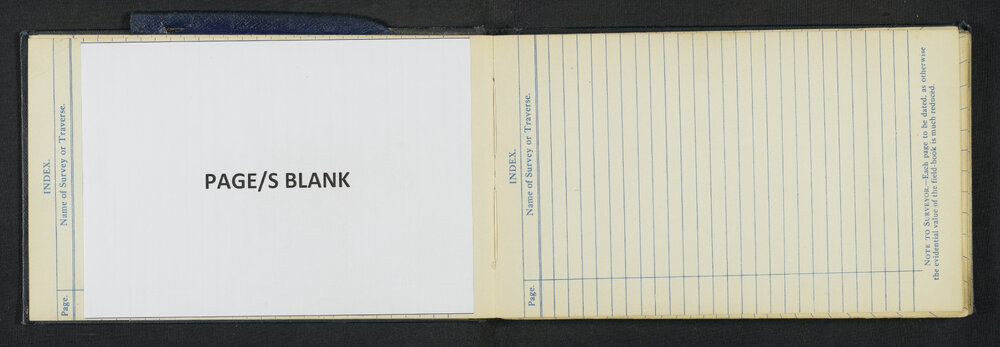 INDEX.
Page. Name of Survey or Traverse.
PAGE/S BLANK
INDEX.
Page. Name of Survey or Traverse.
NOTE TO SURVEYOR.—Each page to be dated, as otherwise
the evidential value of the field-book is much reduced.